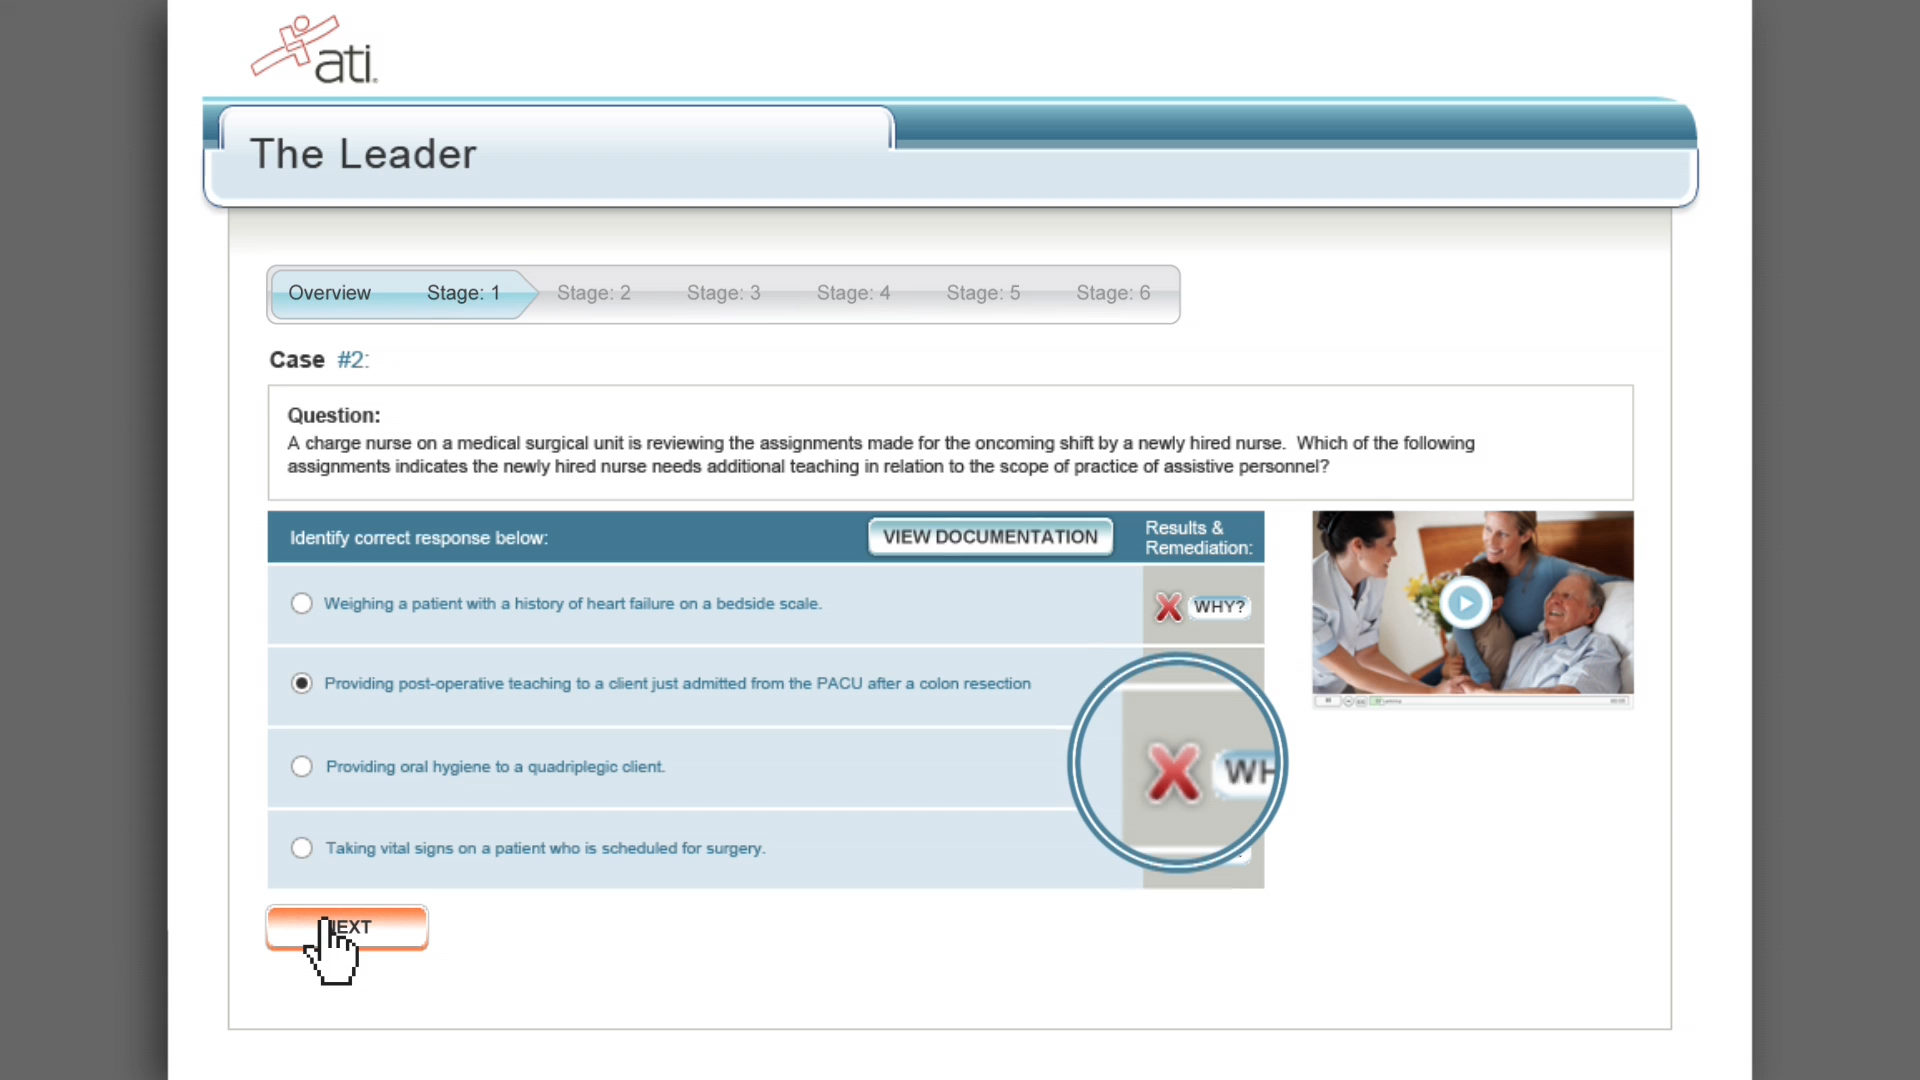 ati.
The Leader
Overview Stage: 1 Stage: 2 Stage: 3 Stage: 4 Stage: 5 Stage: 6
Case #2:
Question:
A charge nurse on a medical surgical unit is reviewing the assignments made for the oncoming shift by a newly hired nurse. Which of the following
assignments indicates the newly hired nurse needs additional teaching in relation to the scope of practice of assistive personnel?
Identify correct response below: VIEW DOCUMENTATION Results &
Remediation:
Weighing a patient with a history of heart failure on a bedside scale. WHY?
Providing post-operative teaching to a client just admitted from the PACU after a colon resection
Providing oral hygiene to a quadriplegic client. WH
Taking vital signs on a patient who is scheduled for surgery.
EXT